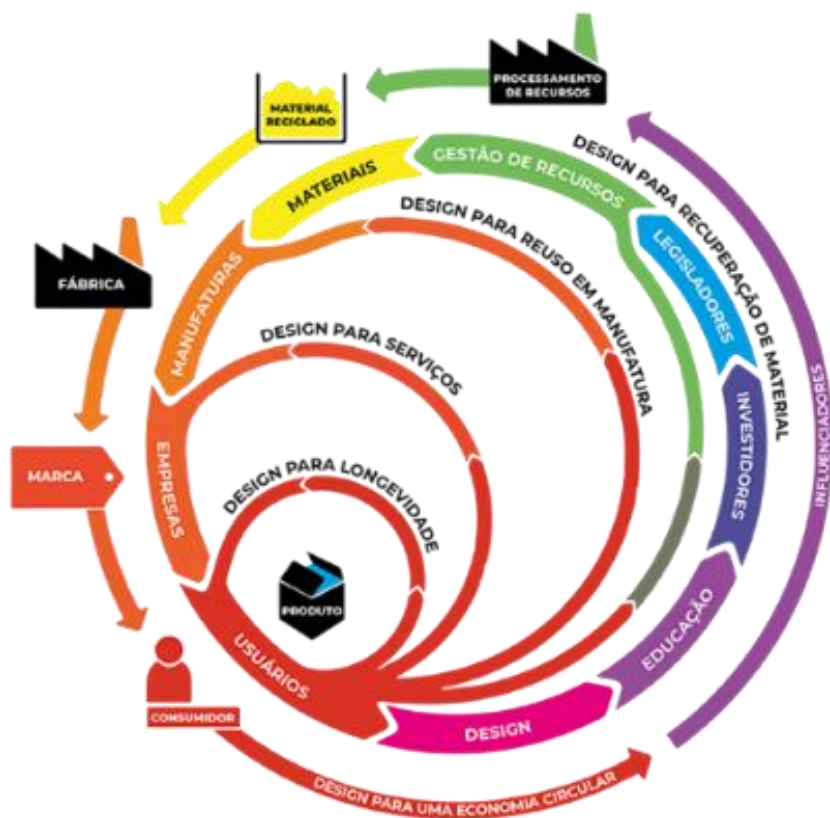 PROCESSAMENTO
DE RECURSOS
MATERIAL
RECICLADO
GESTÃO DE RECURSOS
DESIGN PARA RECUPERAÇÃO DE MATERIAL
MATERIAIS
DESIGN PARA REUSO EM MANUFATURA
LEGISLADORES
FÁBRICA
MANUFATURAS
DESIGN PARA SERVIÇOS
INVESTIDORES
INFLUENCIADORES
MARCA
EMPRESAS
DESIGN PARA LONGEVIDADE
PRODUTO
USUÁRIOS
EDUCAÇÃO
CONSUMIDOR
DESIGN
DESIGN PARA UMA ECONOMIA CIRCULAR